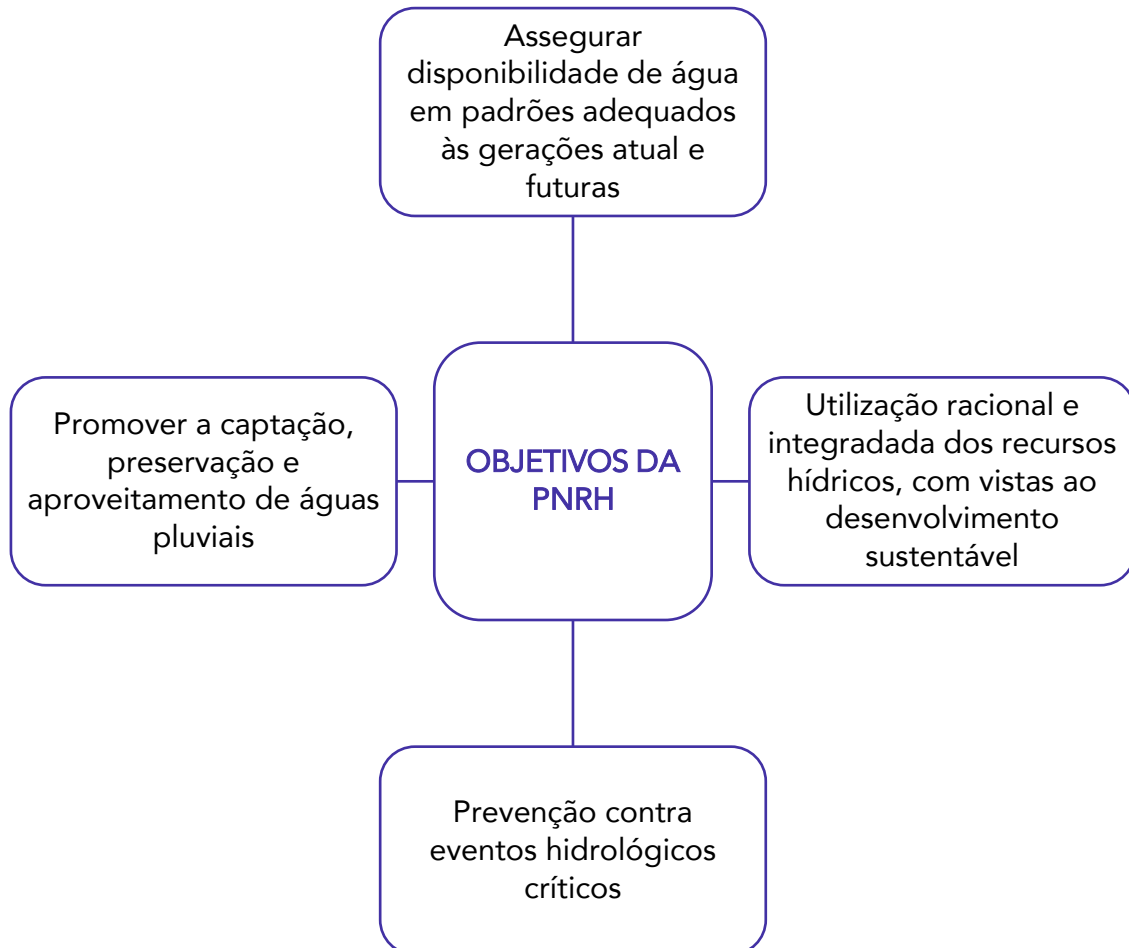 Assegurar
disponibilidade de água
em padrões adequados
às gerações atual e
futuras
Promover a captação,
preservação e
aproveitamento de águas
pluviais
OBJETIVOS DA
PNRH
Utilização racional e
integradada dos recursos
hídricos, com vistas ao
desenvolvimento
sustentável
Prevenção contra
eventos hidrológicos
críticos